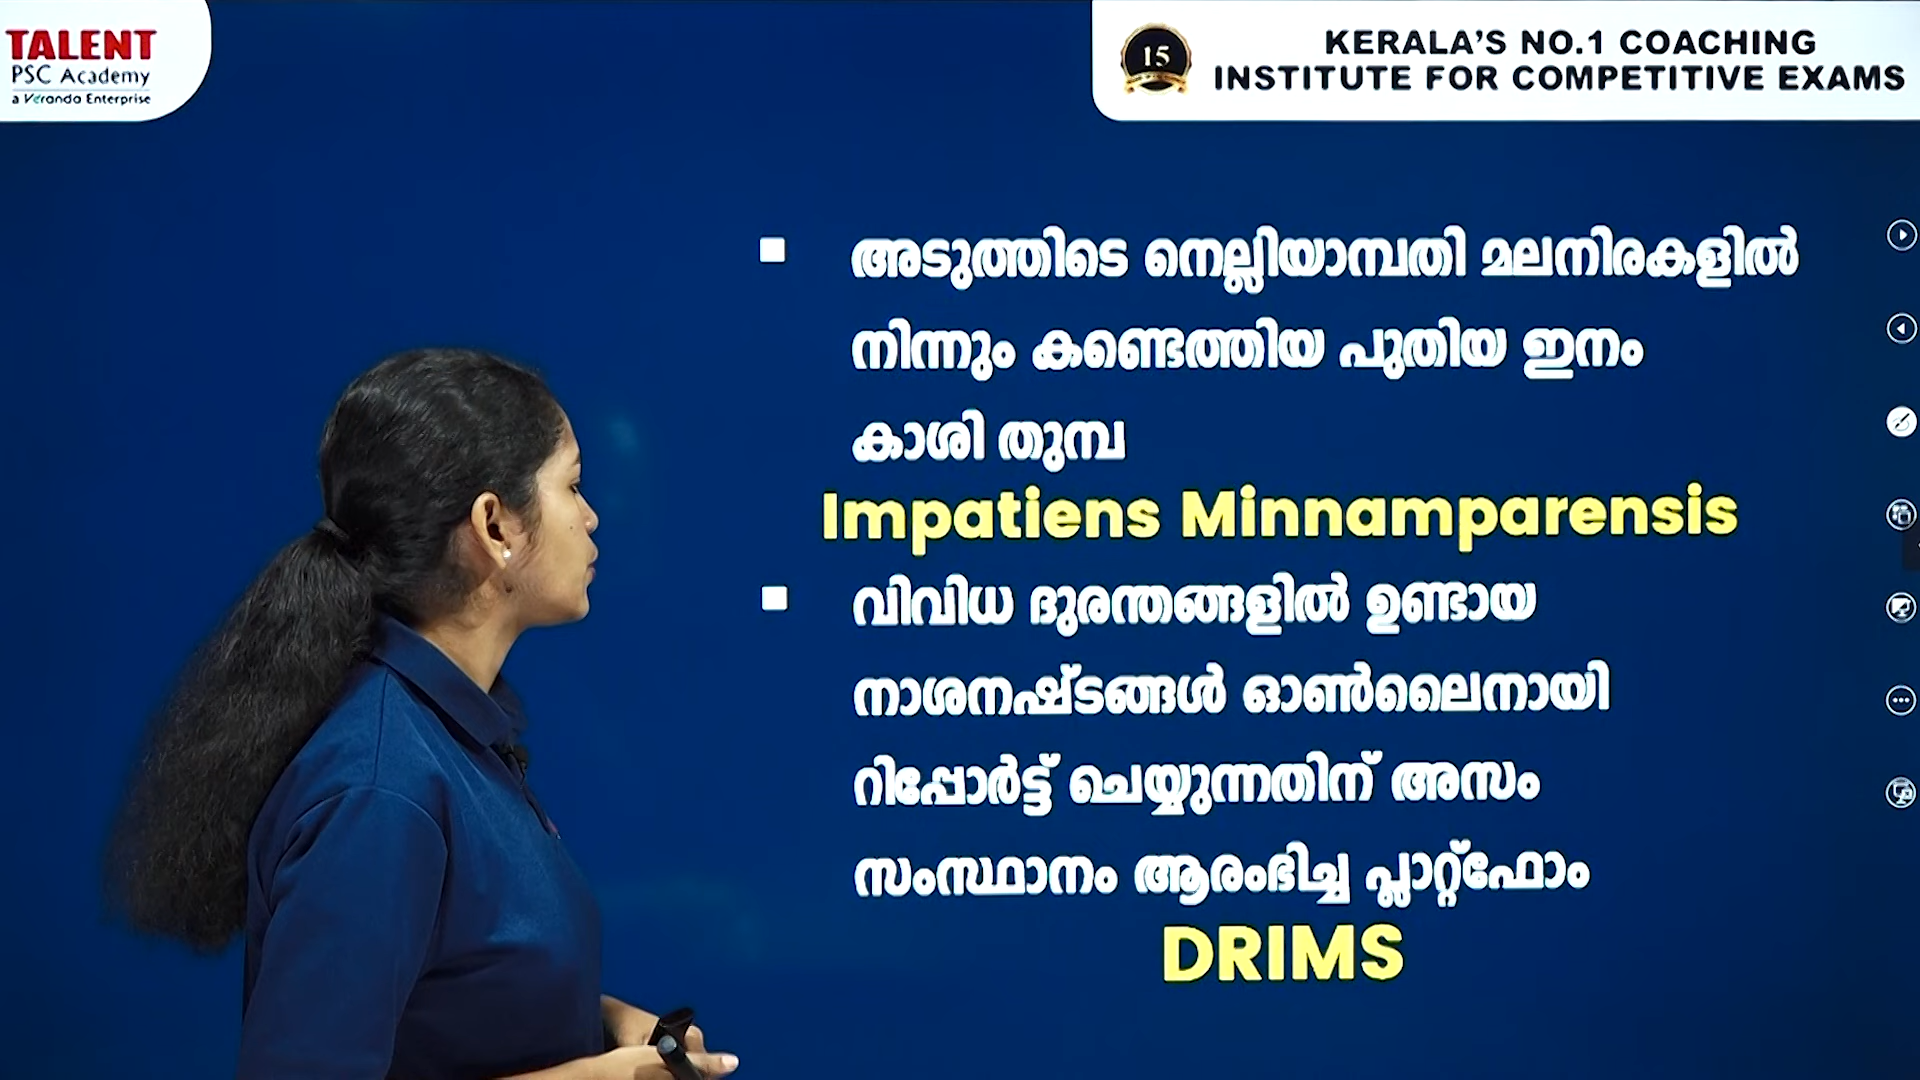 TALENT
PSC Academy
a Veranda Enterprise
15
KERALA'S NO.1 COACHING
INSTITUTE FOR COMPETITIVE EXAMS
അടുത്തിടെ നെല്ലിയാമ്പതി മലനിരകളിൽ
നിന്നും കണ്ടെത്തിയ പുതിയ ഇനം
കാശി തുമ്പ
Impatiens Minnamparensis
വിവിധ ദുരന്തങ്ങളിൽ ഉണ്ടായ
നാശനഷ്ടങ്ങൾ ഓൺലൈനായി
റിപ്പോർട്ട് ചെയ്യുന്നതിന് അസം
സംസ്ഥാനം ആരംഭിച്ച പ്ലാറ്റ്ഫോം
DRIMS